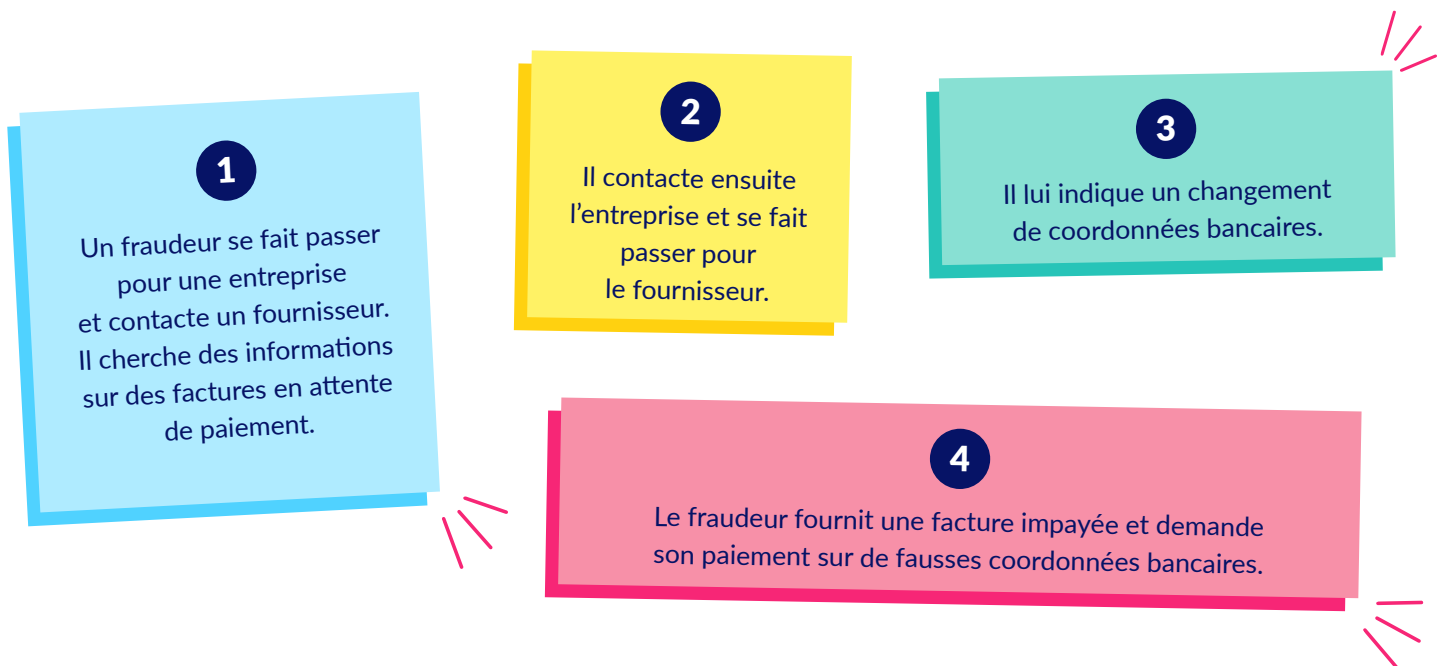 1
Un fraudeur se fait passer
pour une entreprise
et contacte un fournisseur.
Il cherche des informations
sur des factures en attente
de paiement.
2
Il contacte ensuite
l’entreprise et se fait
passer pour
le fournisseur.
3
Il lui indique un changement
de coordonnées bancaires.
4
Le fraudeur fournit une facture impayée et demande
son paiement sur de fausses coordonnées bancaires.